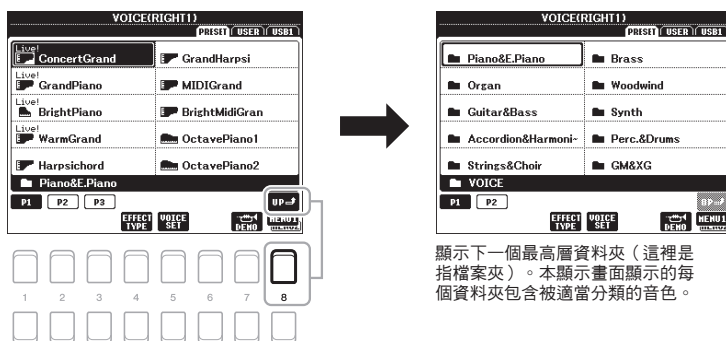 VOICE(RIGHT1)
PRESET USER USB1
Live!
ConcertGrand
GrandHarpsi
Live!
GrandPiano
MIDIGrand
Live!
BrightPiano
BrightMidiGran
Live!
WarmGrand
OctavePiano1
Harpsichord
OctavePiano2
Piano&E.Piano
P1 P2 P3
UP
EFFECT TYPE
VOICE SET
DEMO
MENU1
MENU2
1 2 3 4 5 6 7 8
VOICE(RIGHT1)
PRESET USER USB1
Piano&E.Piano
Brass
Organ
Woodwind
Guitar&Bass
Synth
Accordion&Harmoni~
Perc.&Drums
Strings&Choir
GM&XG
VOICE
P1 P2
UP
EFFECT TYPE
VOICE SET
DEMO
MENU1
MENU2
顯示下一個最高層資料夾（這裡是
指檔案夾）。本顯示畫面顯示的每
個資料夾包含被適當分類的音色。